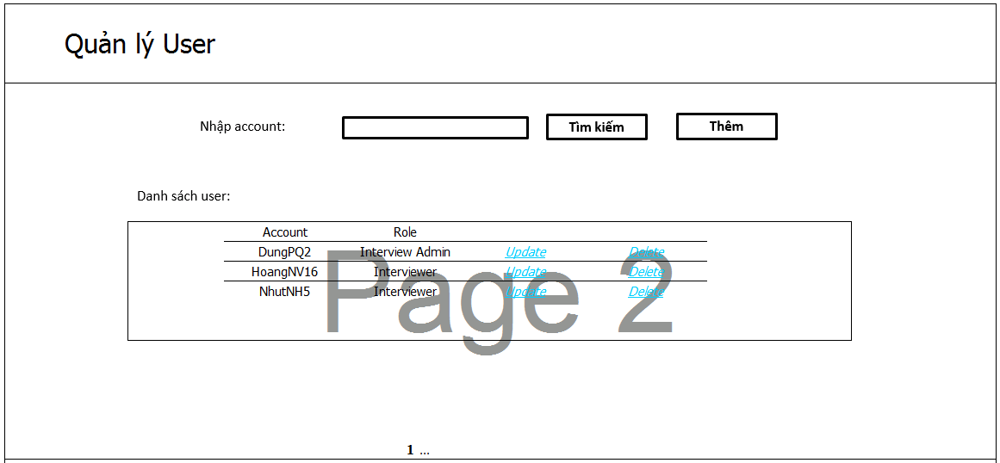 Quản lý User
Nhập account: Tìm kiếm Thêm
Danh sách user:
Account Role
DungPQ2 Interview Admin Update Delete
HoangNV16 Interviewer Update Delete
NhutNH5 Interviewer Update Delete
Page 2
1 ...